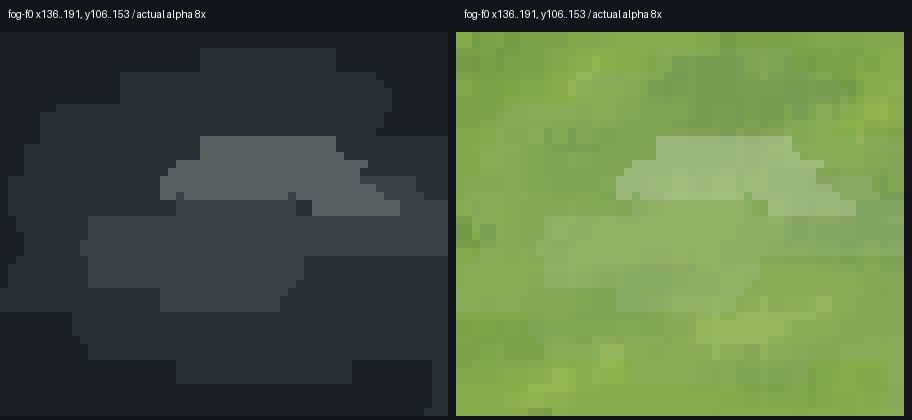 fog-f0 x136..191, y106..153 / actual alpha 8x
fog-f0 x136..191, y106..153 / actual alpha 8x